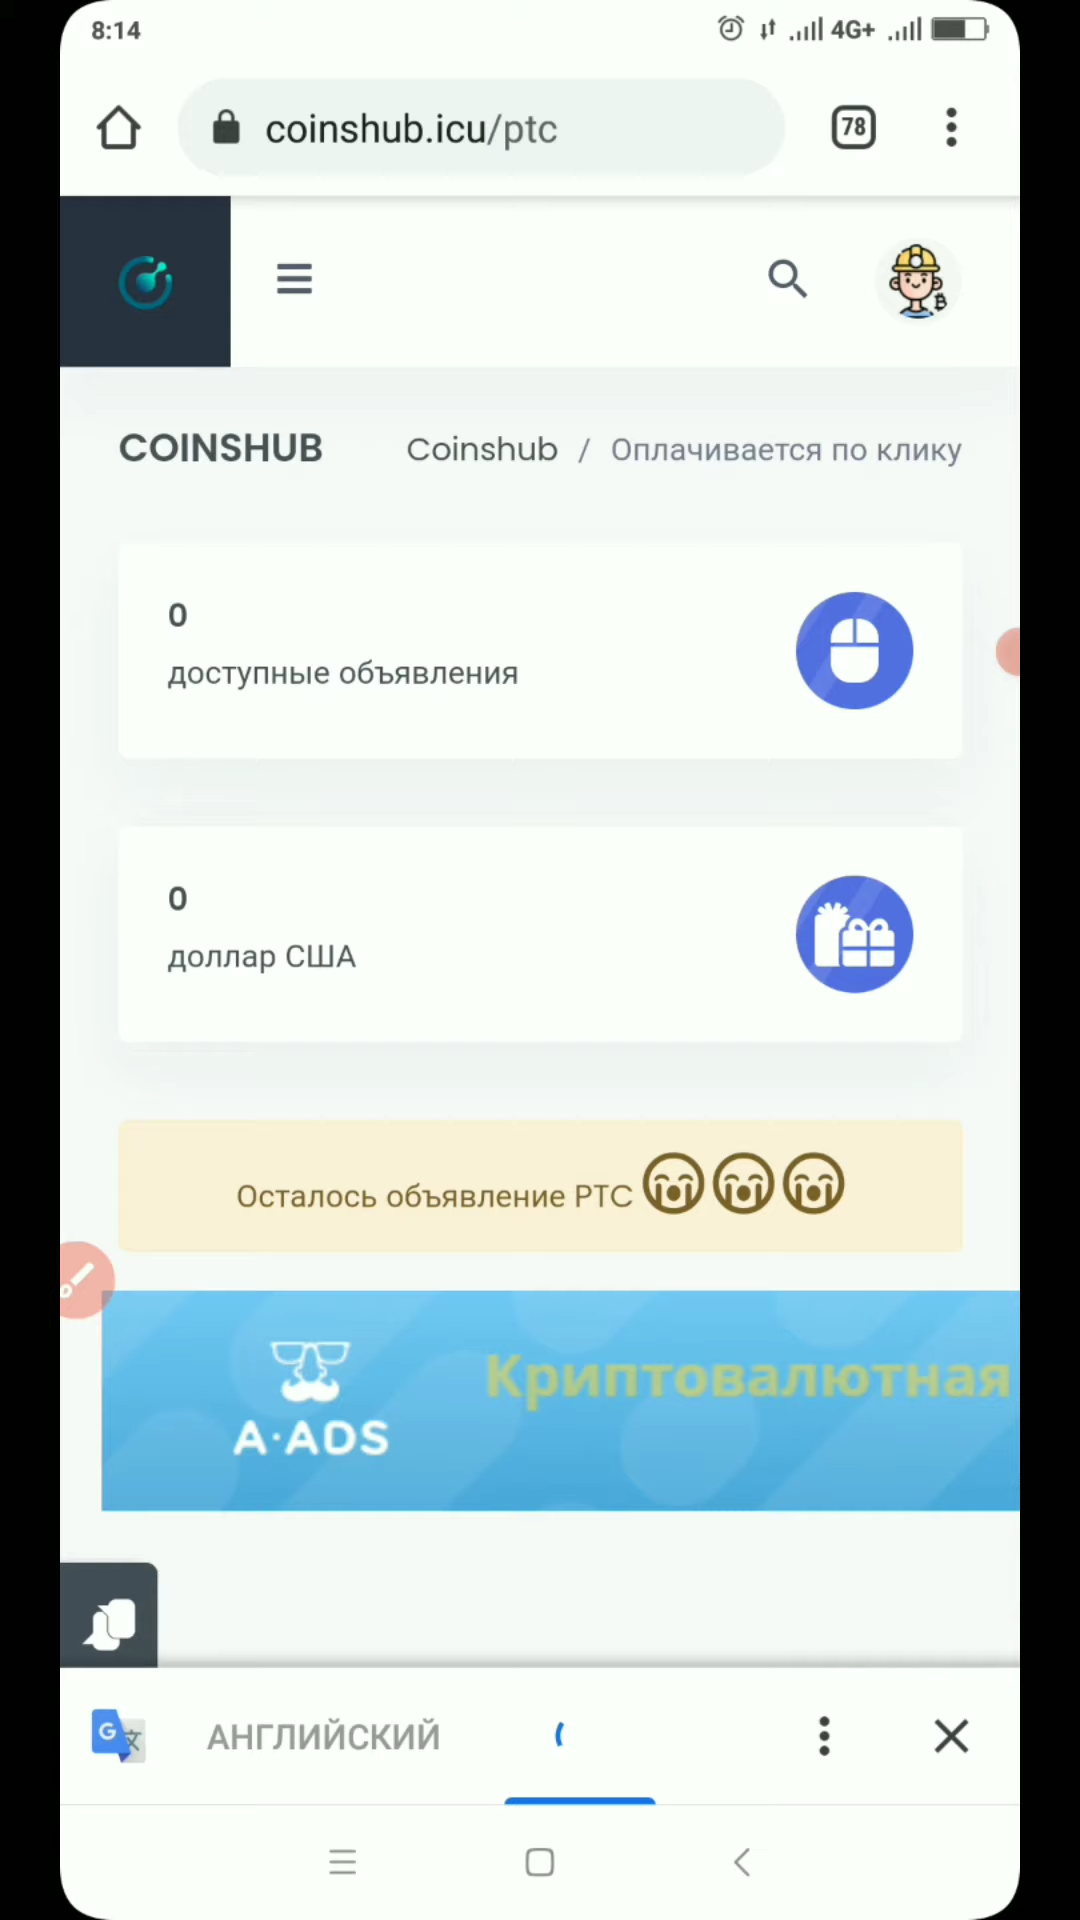 8:14
4G+
coinshub.icu/ptc
78
COINSHUB
Coinshub / Оплачивается по клику
0
доступные объявления
0
доллар США
Осталось объявление PTC
A·ADS
Криптовалютная
АНГЛИЙСКИЙ